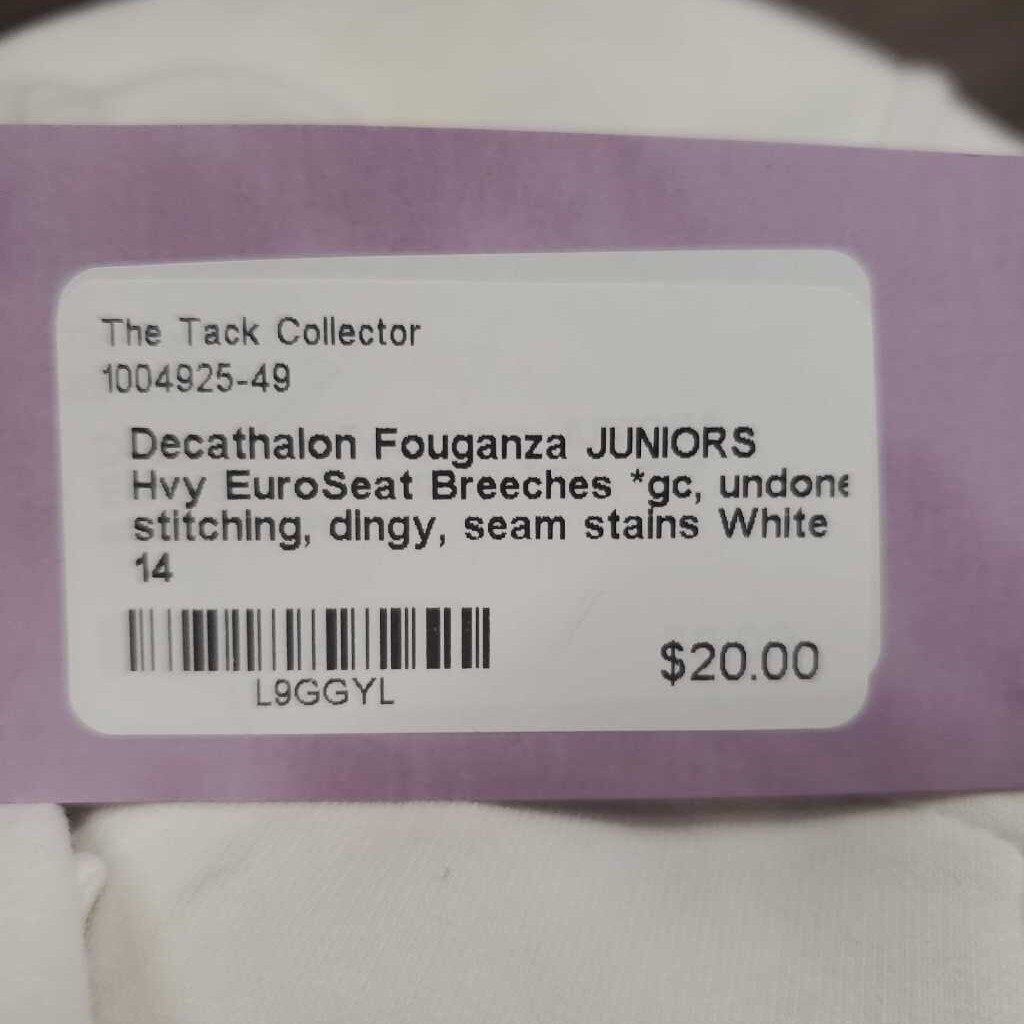 The Tack Collector
1004925-49
Decathalon Fouganza JUNIORS
Hvy EuroSeat Breeches *gc, undone
stitching, dingy, seam stains White
14
L9GGYL
$20.00